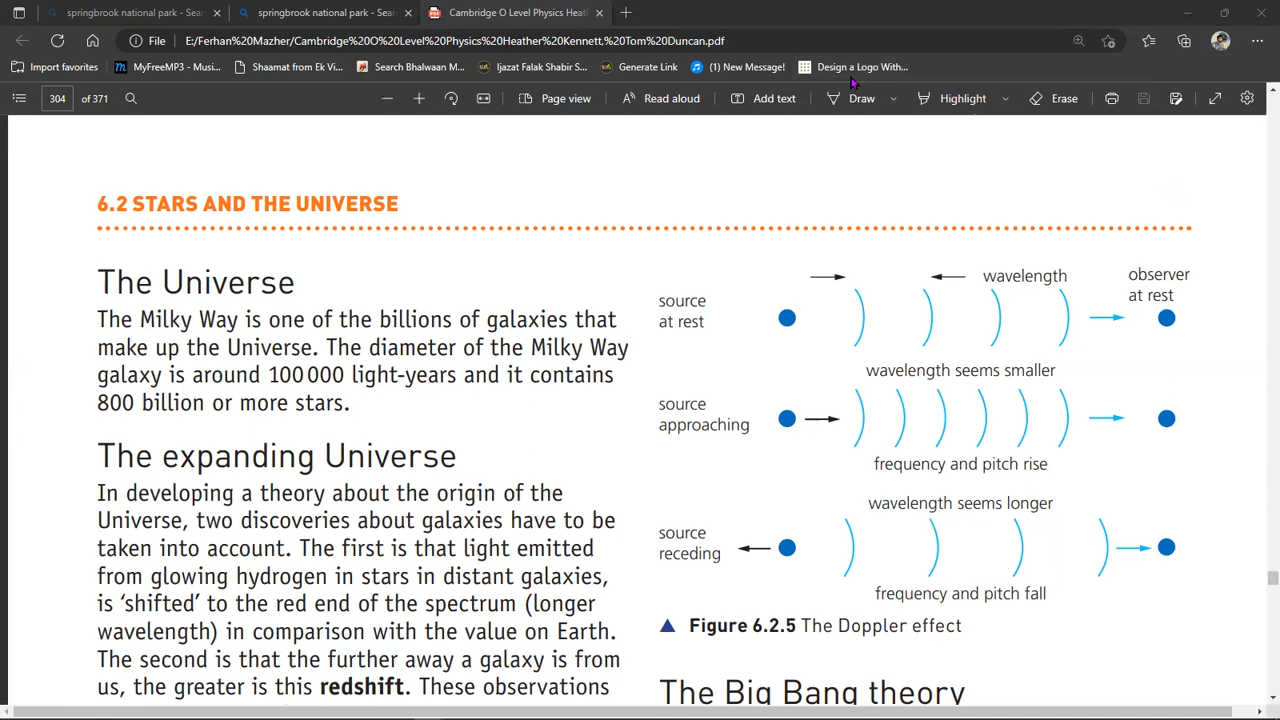 springbrook national park - Sear
springbrook national park - Sear
Cambridge O Level Physics Heath
File
E:/Ferhan%20Mazher/Cambridge%20O%20Level%20Physics%20Heather%20Kennett,%20Tom%20Duncan.pdf
Import favorites
MyFreeMP3 - Musi...
Shaamat from Ek Vi...
Search Bhalwaan M...
Ijazat Falak Shabir S...
Generate Link
(1) New Message!
Design a Logo With...
304 of 371
Page view
Read aloud
Add text
Draw
Highlight
Erase
6.2 STARS AND THE UNIVERSE
The Universe
The Milky Way is one of the billions of galaxies that
make up the Universe. The diameter of the Milky Way
galaxy is around 100 000 light-years and it contains
800 billion or more stars.
The expanding Universe
In developing a theory about the origin of the
Universe, two discoveries about galaxies have to be
taken into account. The first is that light emitted
from glowing hydrogen in stars in distant galaxies,
is ‘shifted’ to the red end of the spectrum (longer
wavelength) in comparison with the value on Earth.
The second is that the further away a galaxy is from
us, the greater is this redshift. These observations
wavelength
observer
at rest
source
at rest
wavelength seems smaller
source
approaching
frequency and pitch rise
wavelength seems longer
source
receding
frequency and pitch fall
Figure 6.2.5 The Doppler effect
The Big Bang theory